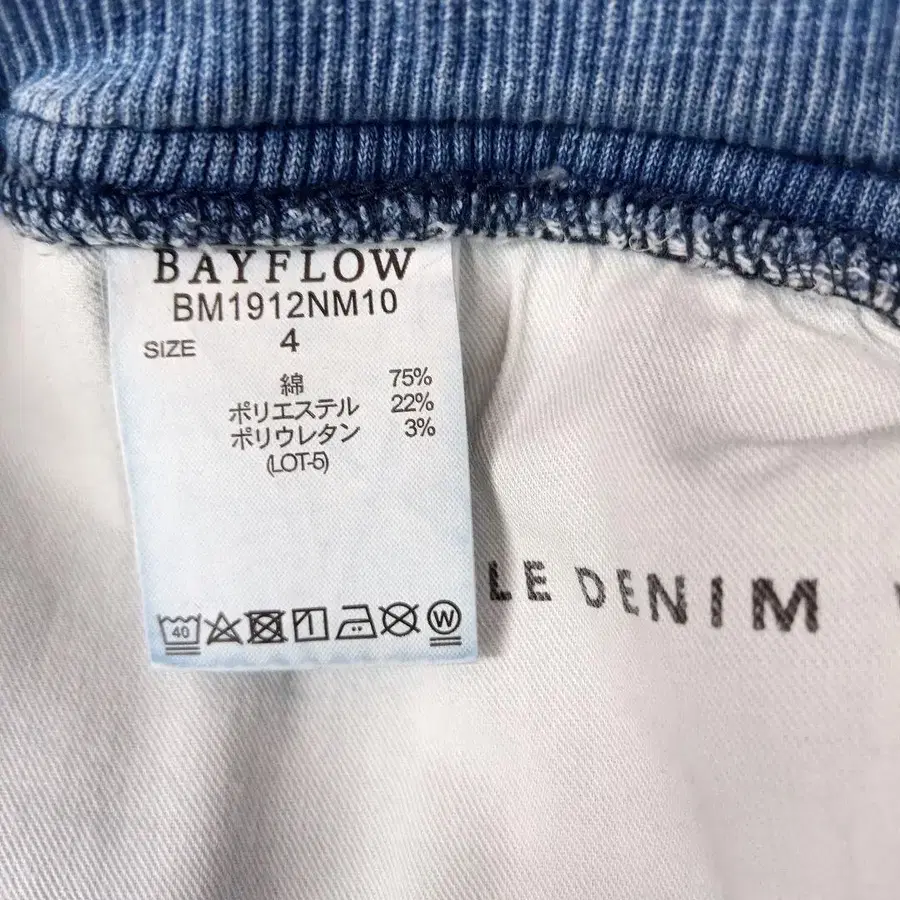 BAYFLOW
BM1912NM10
SIZE 4
綿 75%
ポリエステル 22%
ポリウレタン 3%
(LOT-5)
40
W
LE DENIM